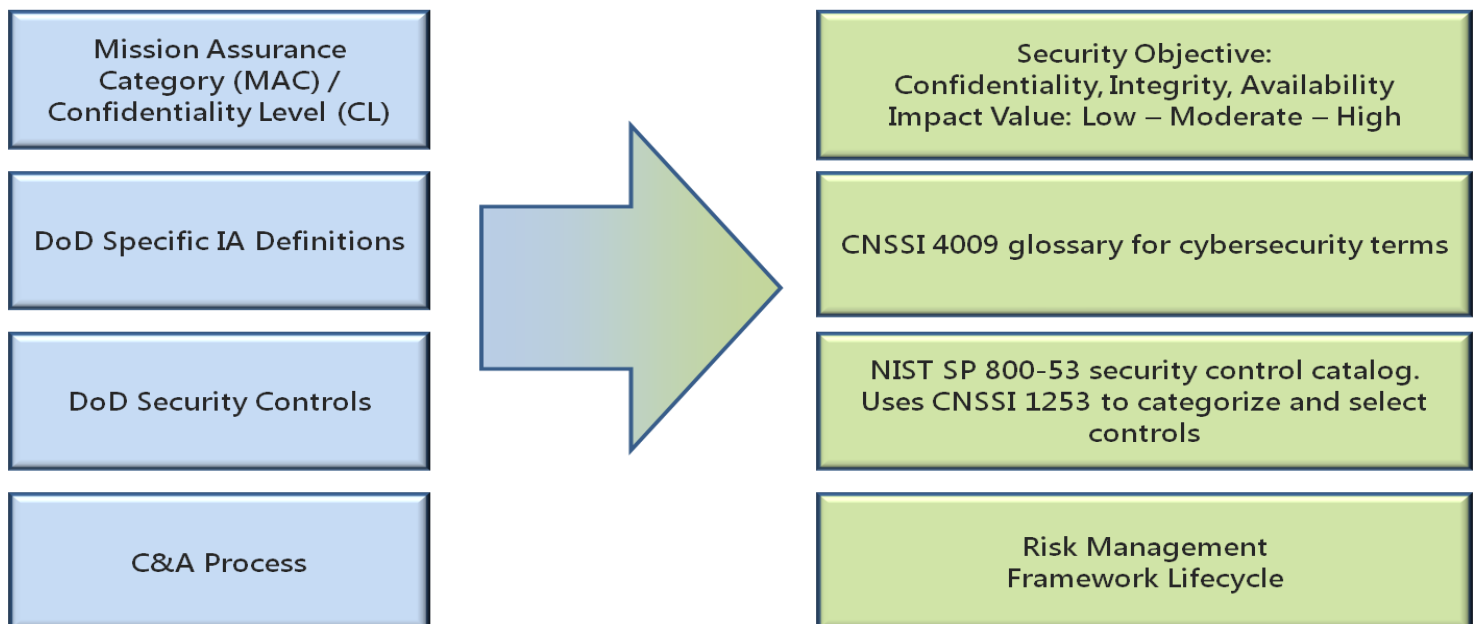 Mission Assurance
Category (MAC) /
Confidentiality Level (CL)
Security Objective:
Confidentiality, Integrity, Availability
Impact Value: Low – Moderate – High
DoD Specific IA Definitions
CNSSI 4009 glossary for cybersecurity terms
DoD Security Controls
NIST SP 800-53 security control catalog.
Uses CNSSI 1253 to categorize and select
controls
C&A Process
Risk Management
Framework Lifecycle